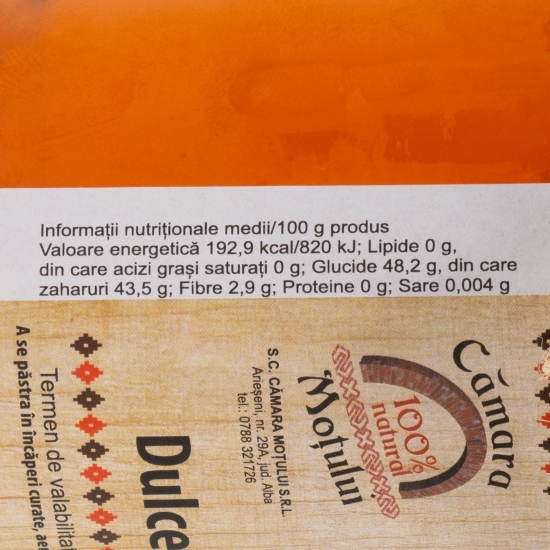 Informații nutriționale medii/100 g produs
Valoare energetică 192,9 kcal/820 kJ; Lipide 0 g,
din care acizi grași saturați 0 g; Glucide 48,2 g, din care
zaharuri 43,5 g; Fibre 2,9 g; Proteine 0 g; Sare 0,004 g
Cămara
100%
natural
Moțului
S.C. CĂMARA MOȚULUI S.R.L.
Arieșeni, nr. 29A, jud. Alba
tel.: 0788 321726
Dulce
Termen de valabilitat
A se păstra în încăperi curate, aer